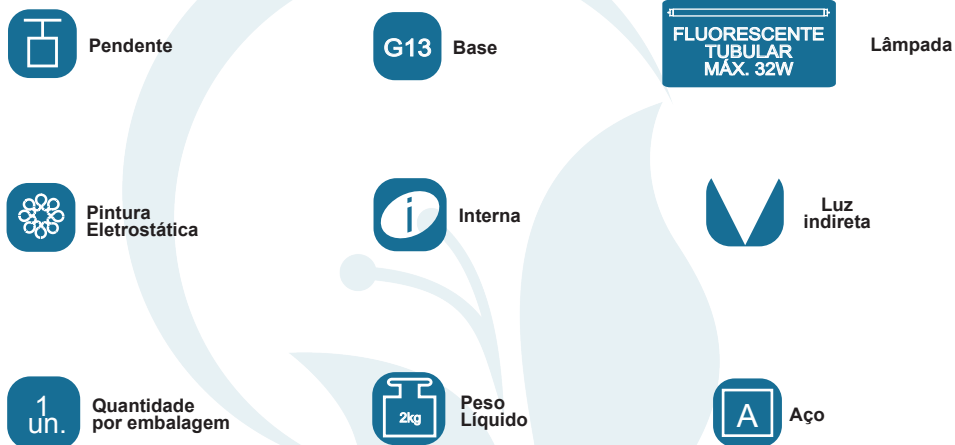 Pendente
G13
Base
FLUORESCENTE
TUBULAR
MÁX. 32W
Lâmpada
Pintura
Eletrostática
i
Interna
Luz
indireta
1
un.
Quantidade
por embalagem
2kg
Peso
Líquido
A
Aço